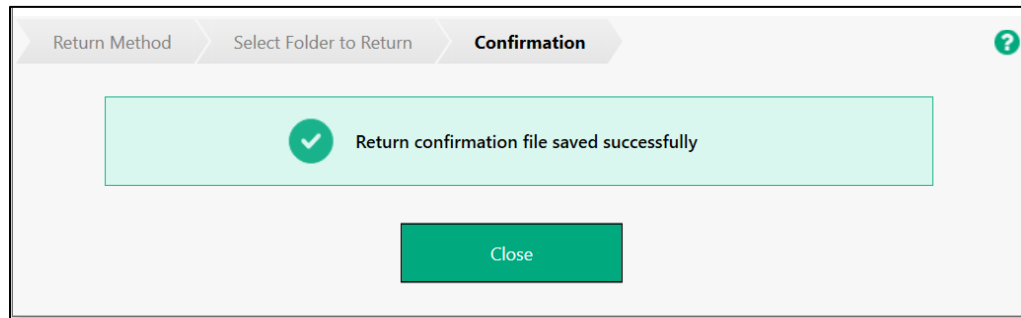 Return Method Select Folder to Return Confirmation ?
Return confirmation file saved successfully
Close